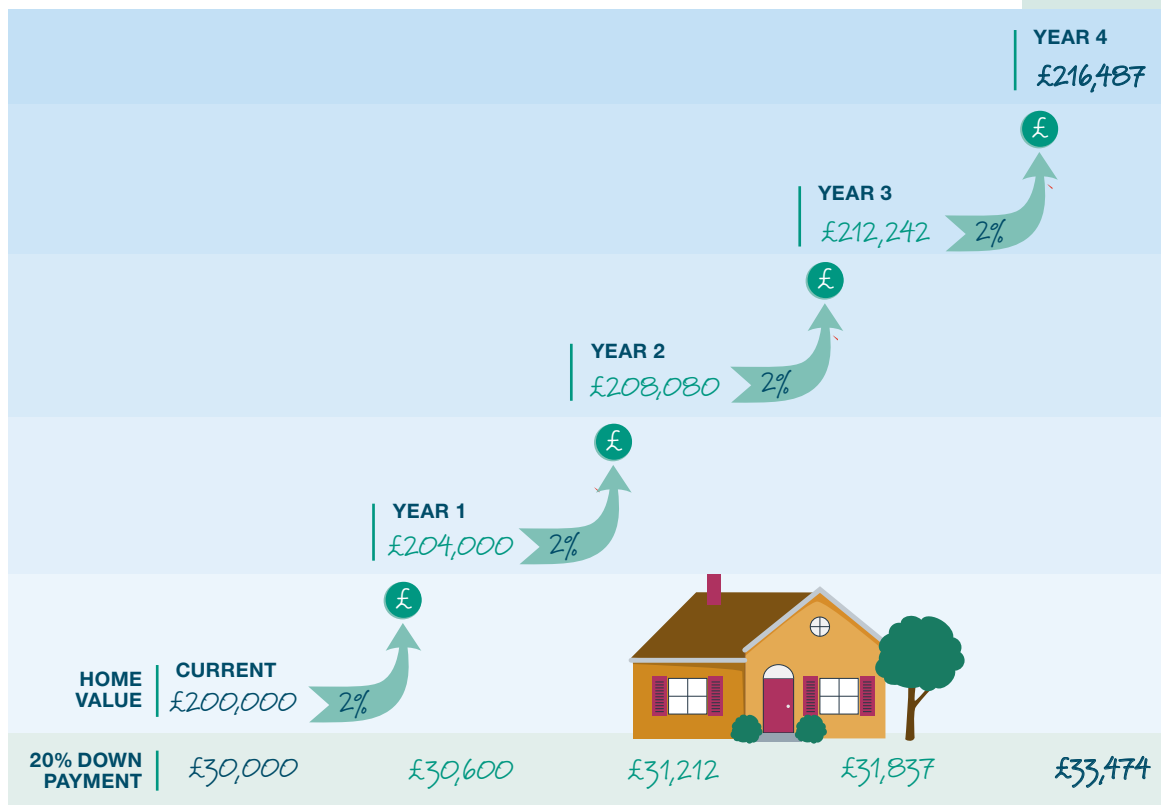 YEAR 4
£216,487
£
YEAR 3
£212,242
2%
£
YEAR 2
£208,080
2%
£
YEAR 1
£204,000
2%
£
HOME VALUE
CURRENT
£200,000
2%
20% DOWN
PAYMENT
£30,000
£30,600
£31,212
£31,837
£33,474